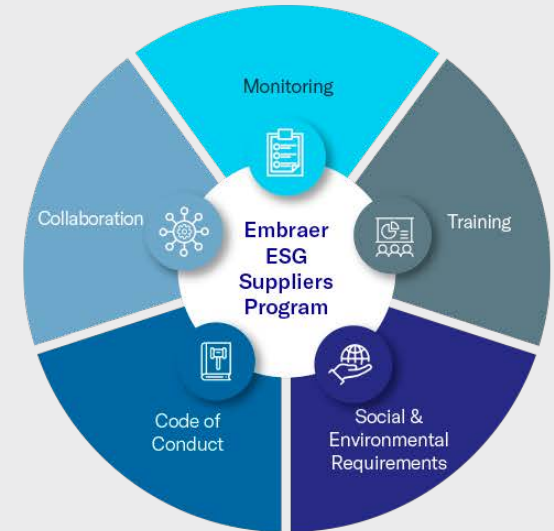 Monitoring
Collaboration
Training
Embraer
ESG
Suppliers
Program
Code of
Conduct
Social &
Environmental
Requirements